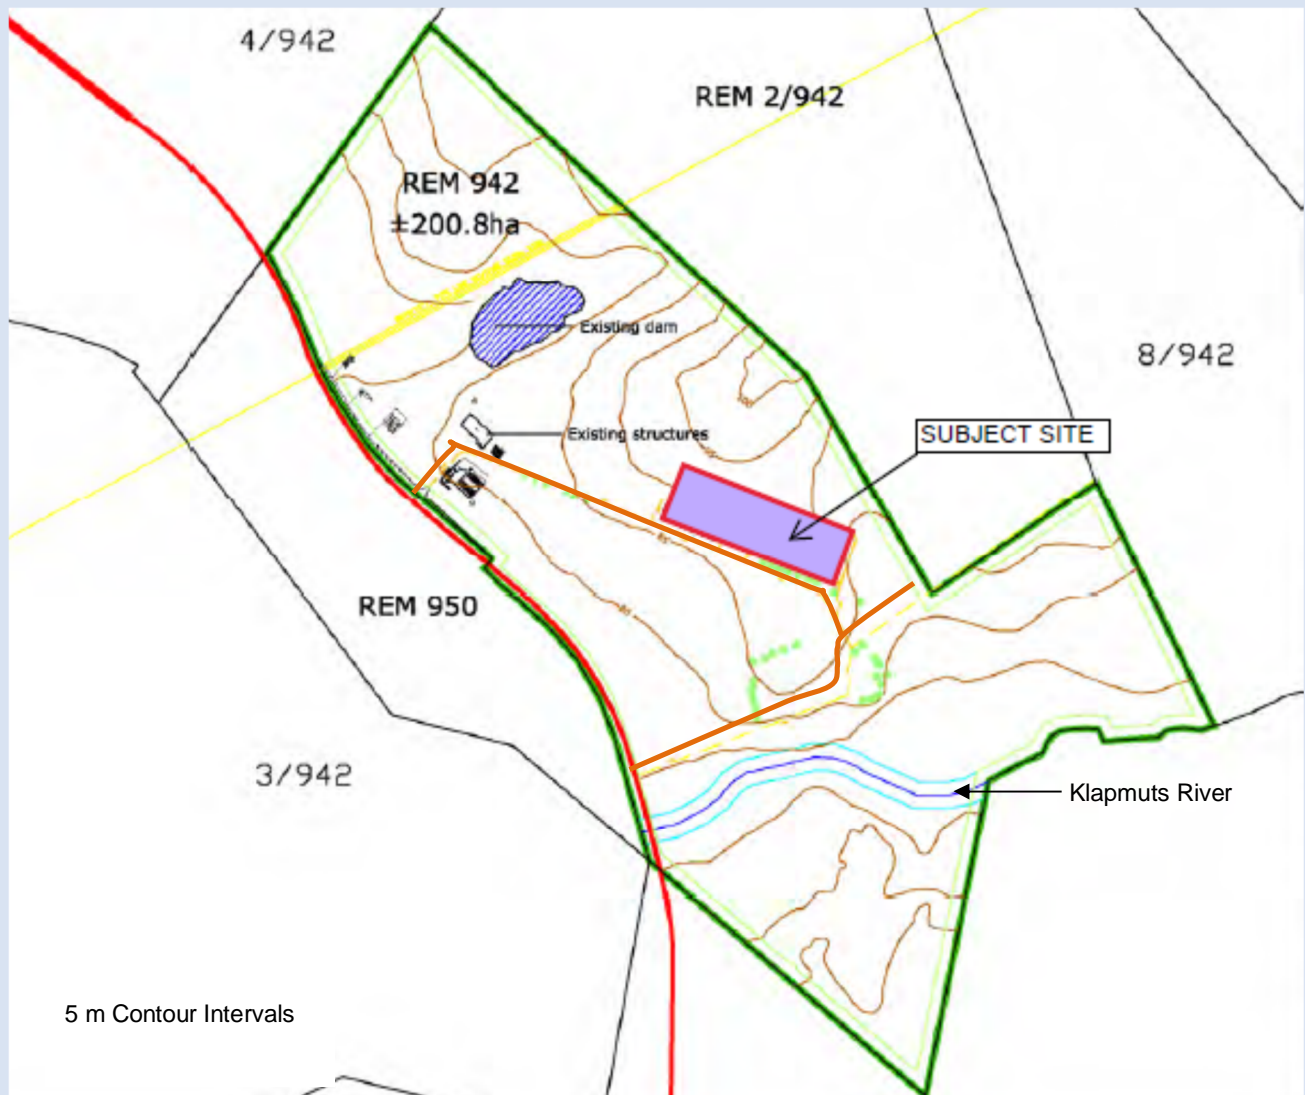 4/942
REM 2/942
REM 942
±200.8ha
Existing dam
8/942
SUBJECT SITE
Existing structures
REM 950
3/942
Klapmuts River
5 m Contour Intervals